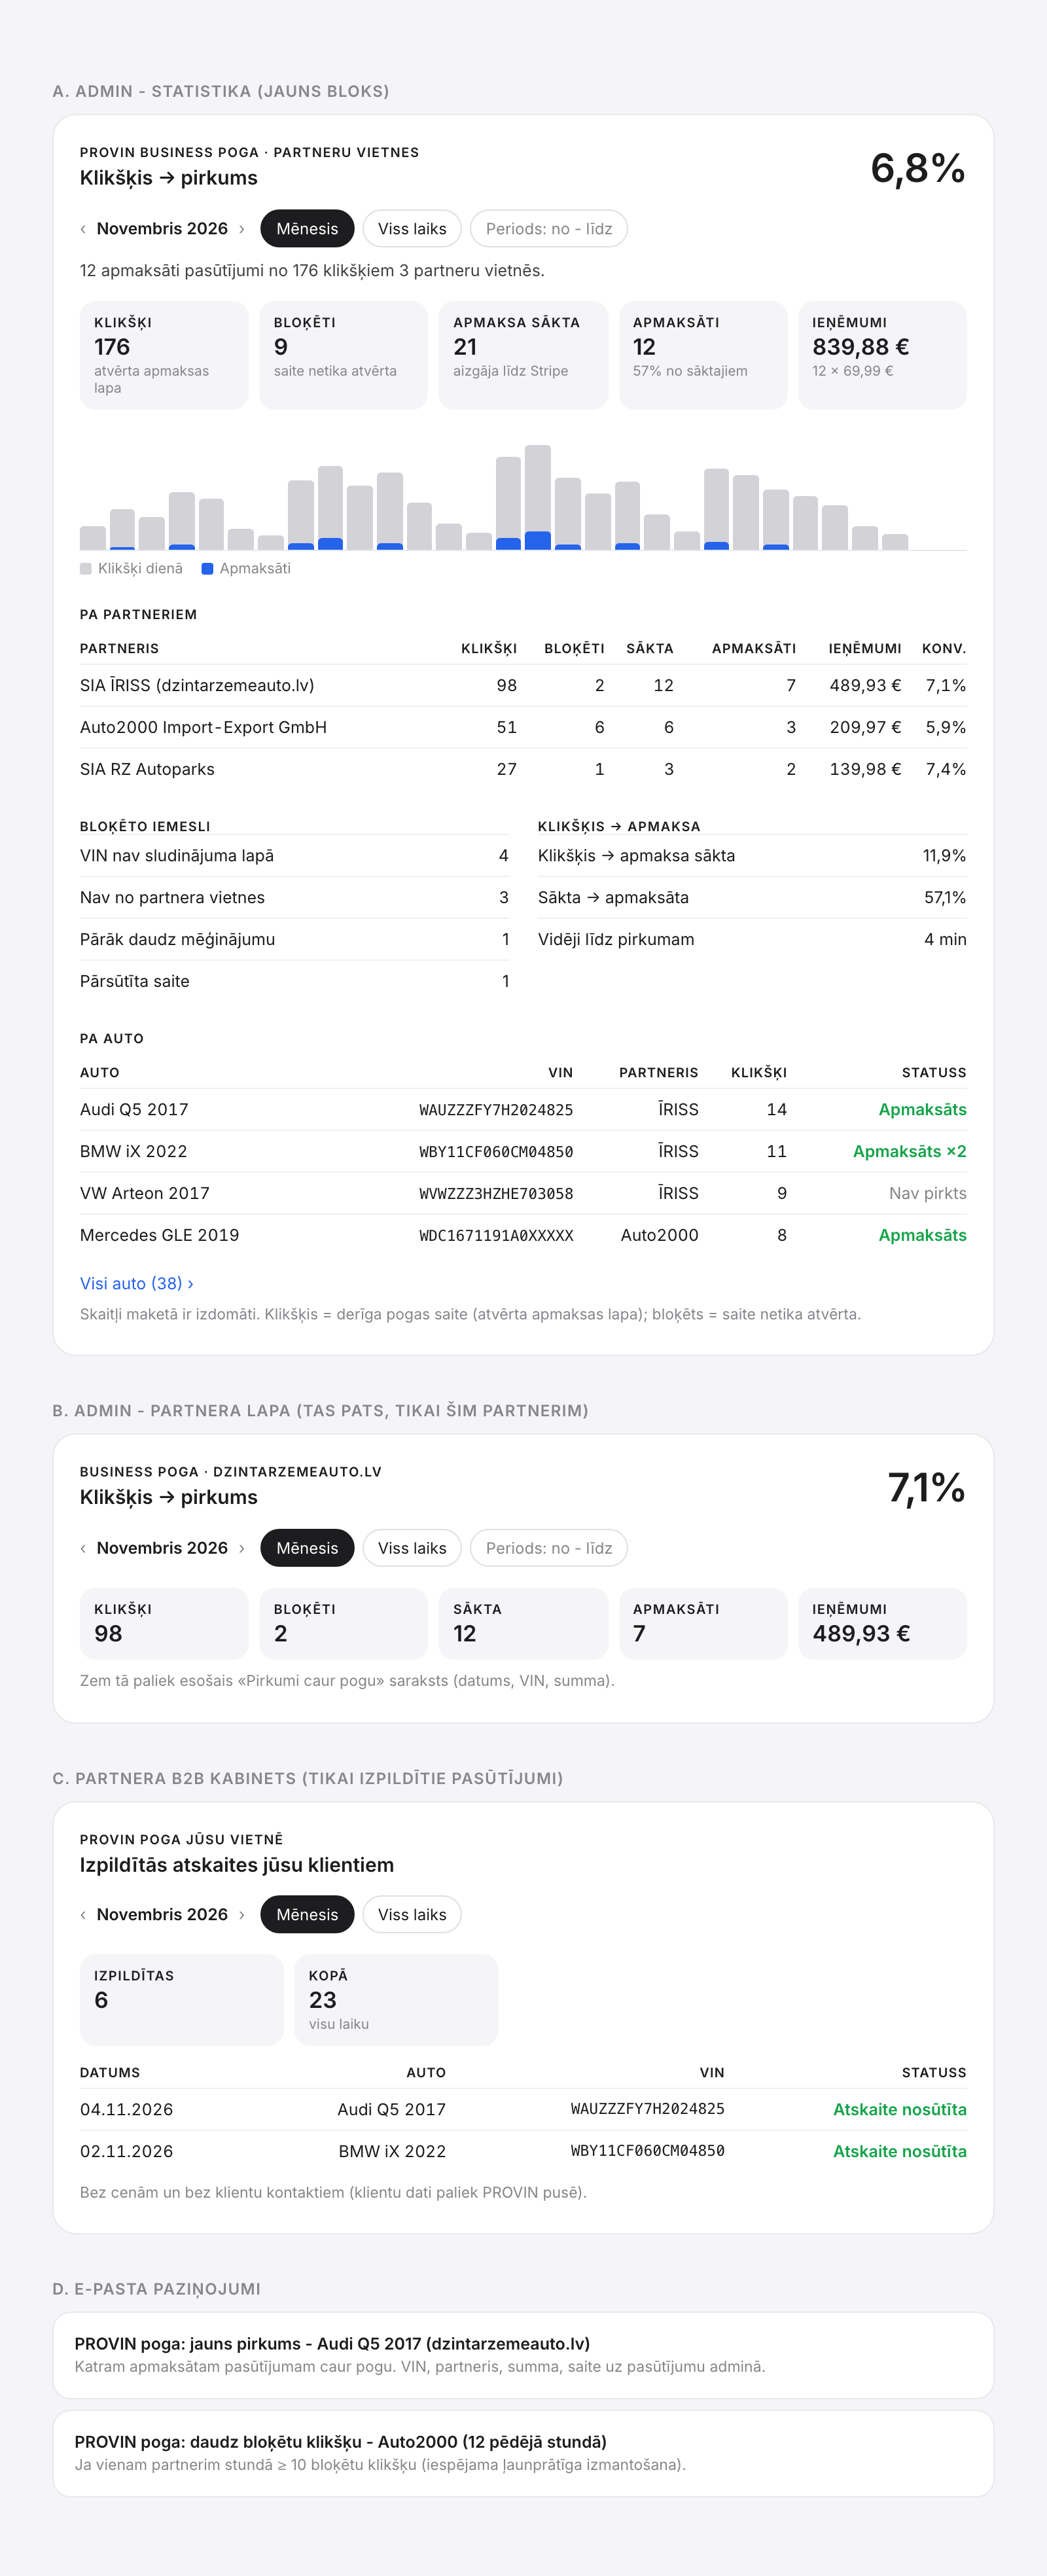 A. ADMIN - STATISTIKA (JAUNS BLOKS)
PROVIN BUSINESS POGA · PARTNERU VIETNES
Klikšķis → pirkums
6,8%
‹ Novembris 2026 › Mēnesis Viss laiks Periods: no - līdz
12 apmaksāti pasūtījumi no 176 klikšķiem 3 partneru vietnēs.
KLIKŠĶI
176
atvērta apmaksas
lapa
BLOĶĒTI
9
saite netika atvērta
APMAKSA SĀKTA
21
aizgāja līdz Stripe
APMAKSĀTI
12
57% no sāktajiem
IEŅĒMUMI
839,88 €
12 × 69,99 €
Klikšķi dienā Apmaksāti
PA PARTNERIEM
PARTNERIS KLIKŠĶI BLOĶĒTI SĀKTA APMAKSĀTI IEŅĒMUMI KONV.
SIA ĪRISS (dzintarzemeauto.lv) 98 2 12 7 489,93 € 7,1%
Auto2000 Import-Export GmbH 51 6 6 3 209,97 € 5,9%
SIA RZ Autoparks 27 1 3 2 139,98 € 7,4%
BLOĶĒTO IEMESLI
VIN nav sludinājuma lapā 4
Nav no partnera vietnes 3
Pārāk daudz mēģinājumu 1
Pārsūtīta saite 1
KLIKŠĶIS → APMAKSA
Klikšķis → apmaksa sākta 11,9%
Sākta → apmaksāta 57,1%
Vidēji līdz pirkumam 4 min
PA AUTO
AUTO VIN PARTNERIS KLIKŠĶI STATUSS
Audi Q5 2017 WAUZZZFY7H2024825 ĪRISS 14 Apmaksāts
BMW iX 2022 WBY11CF060CM04850 ĪRISS 11 Apmaksāts ×2
VW Arteon 2017 WVWZZZ3HZHE703058 ĪRISS 9 Nav pirkts
Mercedes GLE 2019 WDC1671191A0XXXXX Auto2000 8 Apmaksāts
Visi auto (38) ›
Skaitļi maketā ir izdomāti. Klikšķis = derīga pogas saite (atvērta apmaksas lapa); bloķēts = saite netika atvērta.
B. ADMIN - PARTNERA LAPA (TAS PATS, TIKAI ŠIM PARTNERIM)
BUSINESS POGA · DZINTARZEMEAUTO.LV
Klikšķis → pirkums
7,1%
‹ Novembris 2026 › Mēnesis Viss laiks Periods: no - līdz
KLIKŠĶI
98
BLOĶĒTI
2
SĀKTA
12
APMAKSĀTI
7
IEŅĒMUMI
489,93 €
Zem tā paliek esošais «Pirkumi caur pogu» saraksts (datums, VIN, summa).
C. PARTNERA B2B KABINETS (TIKAI IZPILDĪTIE PASŪTĪJUMI)
PROVIN POGA JŪSU VIETNĒ
Izpildītās atskaites jūsu klientiem
‹ Novembris 2026 › Mēnesis Viss laiks
IZPILDĪTAS
6
KOPĀ
23
visu laiku
DATUMS AUTO VIN STATUSS
04.11.2026 Audi Q5 2017 WAUZZZFY7H2024825 Atskaite nosūtīta
02.11.2026 BMW iX 2022 WBY11CF060CM04850 Atskaite nosūtīta
Bez cenām un bez klientu kontaktiem (klientu dati paliek PROVIN pusē).
D. E-PASTA PAZIŅOJUMI
PROVIN poga: jauns pirkums - Audi Q5 2017 (dzintarzemeauto.lv)
Katram apmaksātam pasūtījumam caur pogu. VIN, partneris, summa, saite uz pasūtījumu adminā.
PROVIN poga: daudz bloķētu klikšķu - Auto2000 (12 pēdējā stundā)
Ja vienam partnerim stundā ≥ 10 bloķētu klikšķu (iespējama ļaunprātīga izmantošana).